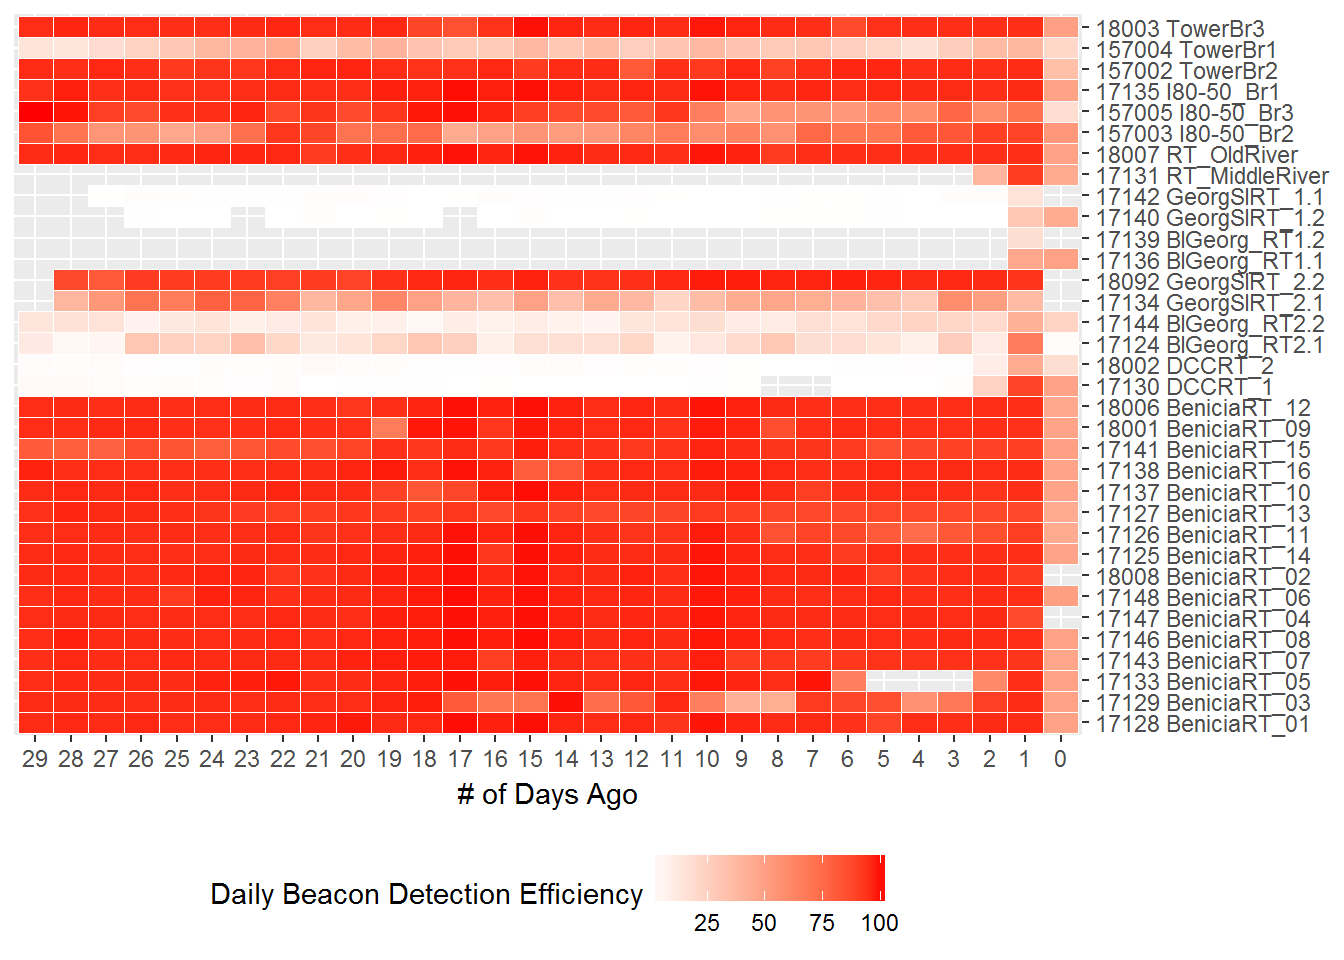 18003 TowerBr3
157004 TowerBr1
157002 TowerBr2
17135 I80-50_Br1
157005 I80-50_Br3
157003 I80-50_Br2
18007 RT_OldRiver
17131 RT_MiddleRiver
17142 GeorgSlRT_1.1
17140 GeorgSlRT_1.2
17139 BlGeorg_RT1.2
17136 BlGeorg_RT1.1
18092 GeorgSlRT_2.2
17134 GeorgSlRT_2.1
17144 BlGeorg_RT2.2
17124 BlGeorg_RT2.1
18002 DCCRT_2
17130 DCCRT_1
18006 BeniciaRT_12
18001 BeniciaRT_09
17141 BeniciaRT_15
17138 BeniciaRT_16
17137 BeniciaRT_10
17127 BeniciaRT_13
17126 BeniciaRT_11
17125 BeniciaRT_14
18008 BeniciaRT_02
17148 BeniciaRT_06
17147 BeniciaRT_04
17146 BeniciaRT_08
17143 BeniciaRT_07
17133 BeniciaRT_05
17129 BeniciaRT_03
17128 BeniciaRT_01
29 28 27 26 25 24 23 22 21 20 19 18 17 16 15 14 13 12 11 10 9 8 7 6 5 4 3 2 1 0
# of Days Ago
Daily Beacon Detection Efficiency
25 50 75 100